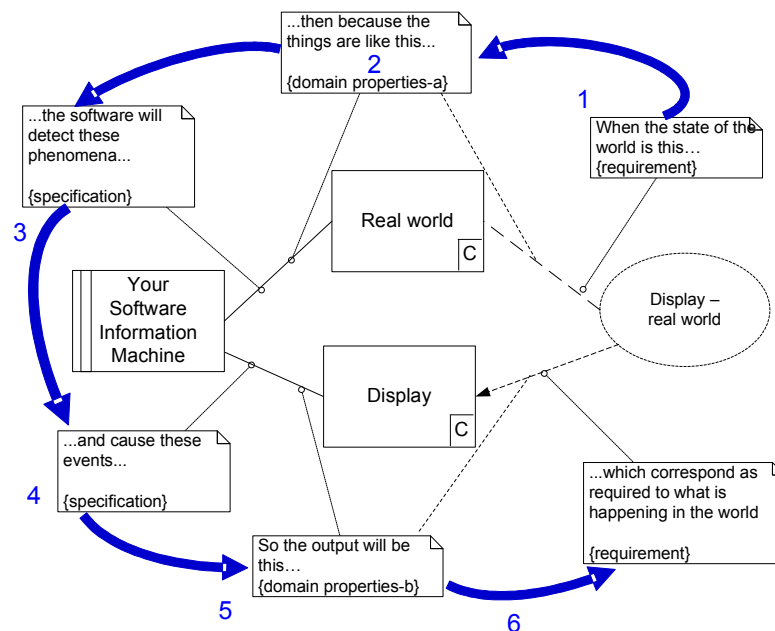 ...then because the
things are like this...
2
{domain properties-a}
1
...the software will
detect these
phenomena...
{specification}
When the state of the
world is this…
{requirement}
3
Real world
C
Your
Software
Information
Machine
Display –
real world
Display
C
...and cause these
events...
{specification}
4
...which correspond as
required to what is
happening in the world
{requirement}
So the output will be
this…
{domain properties-b}
5
6